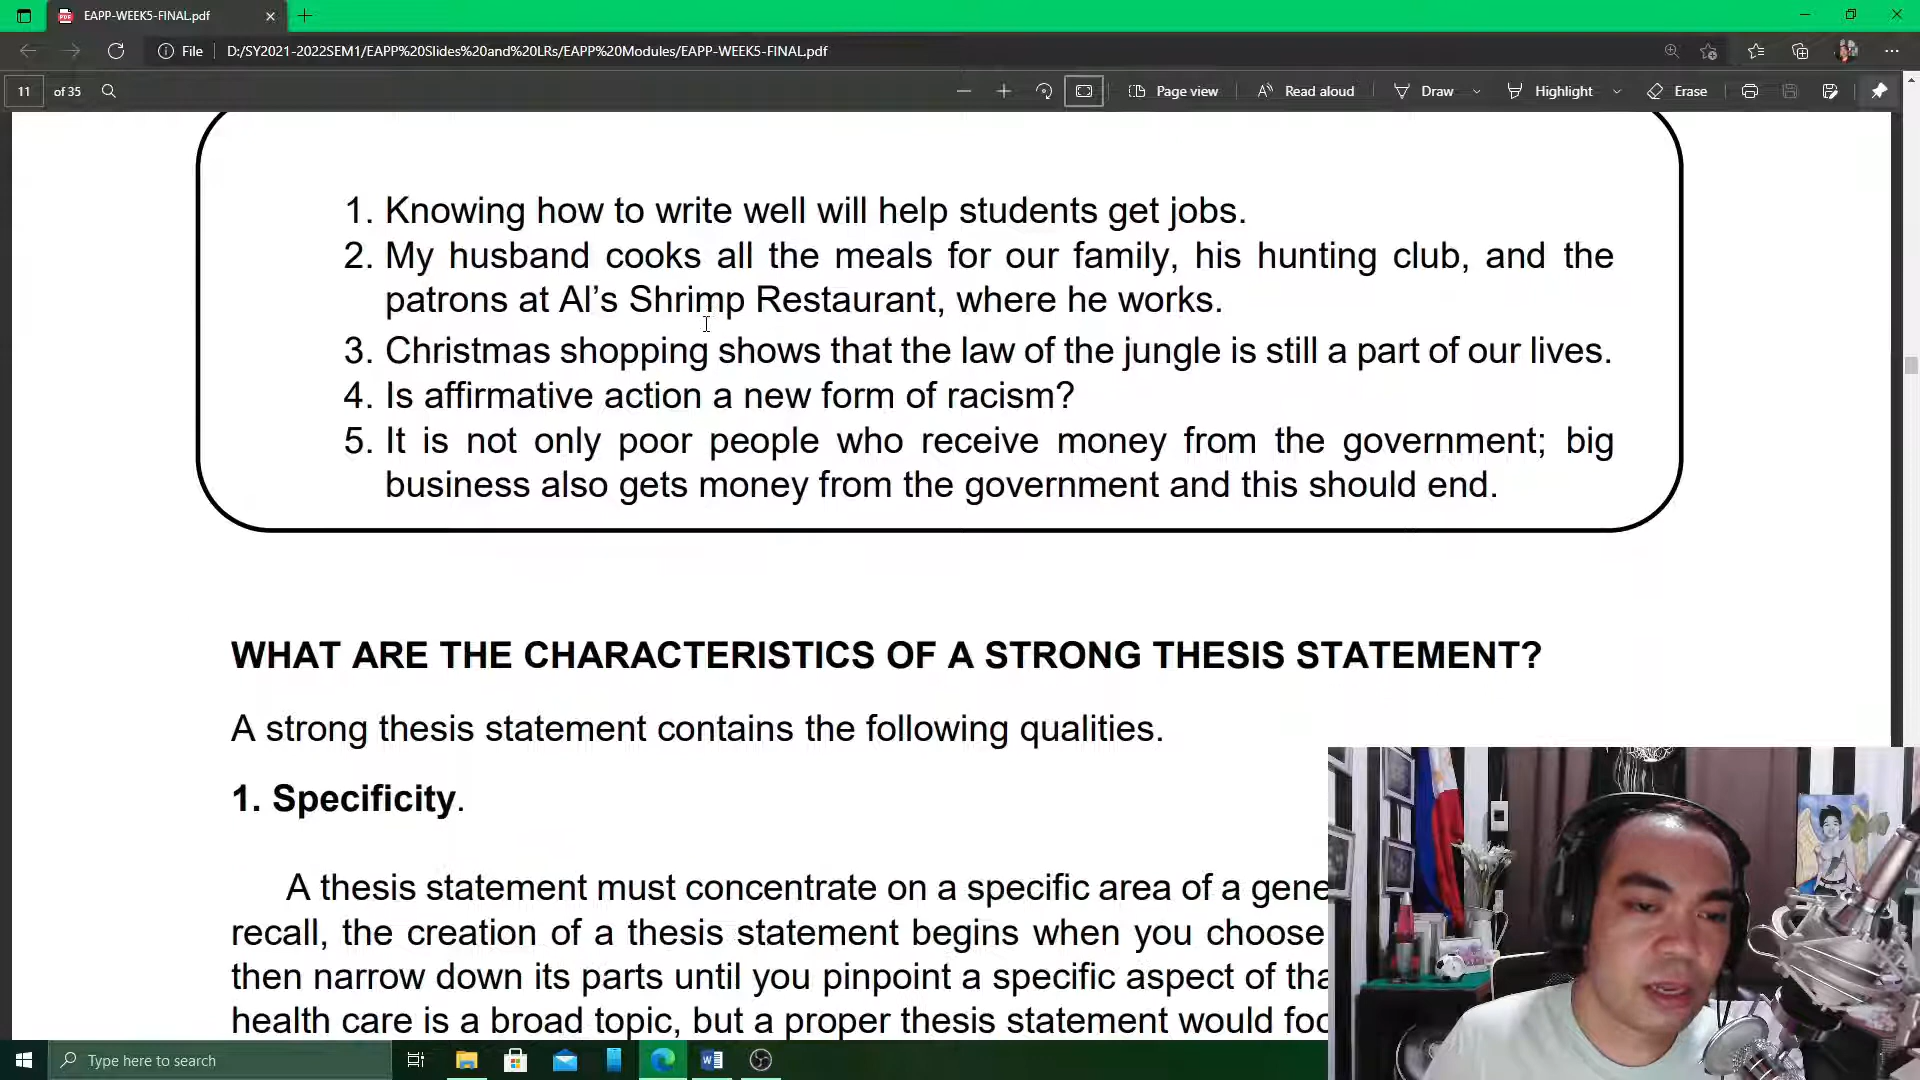 EAPP-WEEK5-FINAL.pdf
File
D:/SY2021-2022SEM1/EAPP%20Slides%20and%20LRs/EAPP%20Modules/EAPP-WEEK5-FINAL.pdf
11 of 35
Page view
Read aloud
Draw
Highlight
Erase
1. Knowing how to write well will help students get jobs.
2. My husband cooks all the meals for our family, his hunting club, and the
patrons at Al’s Shrimp Restaurant, where he works.
3. Christmas shopping shows that the law of the jungle is still a part of our lives.
4. Is affirmative action a new form of racism?
5. It is not only poor people who receive money from the government; big
business also gets money from the government and this should end.
WHAT ARE THE CHARACTERISTICS OF A STRONG THESIS STATEMENT?
A strong thesis statement contains the following qualities.
1. Specificity.
A thesis statement must concentrate on a specific area of a gene
recall, the creation of a thesis statement begins when you choose
then narrow down its parts until you pinpoint a specific aspect of tha
health care is a broad topic, but a proper thesis statement would foc
Type here to search